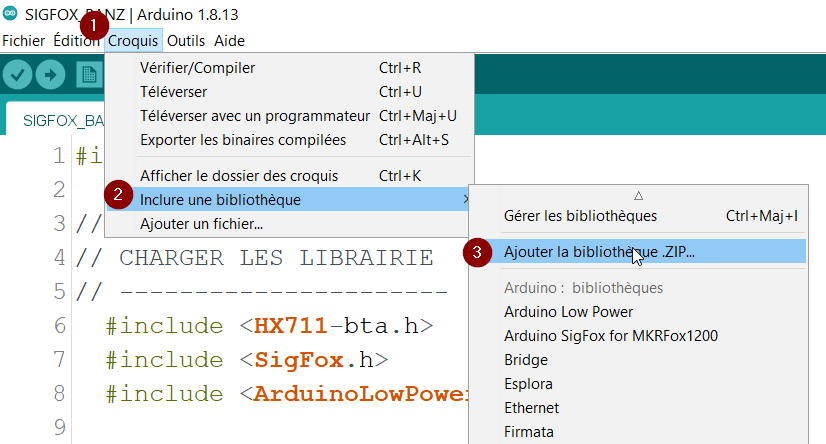 SIGFOX_BANZ | Arduino 1.8.13
1
Fichier Édition Croquis Outils Aide
Vérifier/Compiler Ctrl+R
Téléverser Ctrl+U
Téléverser avec un programmateur Ctrl+Maj+U
Exporter les binaires compilées Ctrl+Alt+S
Afficher le dossier des croquis Ctrl+K
2 Inclure une bibliothèque
Ajouter un fichier...
Gérer les bibliothèques Ctrl+Maj+I
3 Ajouter la bibliothèque .ZIP...
Arduino : bibliothèques
Arduino Low Power
Arduino SigFox for MKRFox1200
Bridge
Esplora
Ethernet
Firmata
SIGFOX_BA
1 #i
2
3 //
4 // CHARGER LES LIBRAIRIE
5 // ----------------------
6 #include <HX711-bta.h>
7 #include <SigFox.h>
8 #include <ArduinoLowPower
9